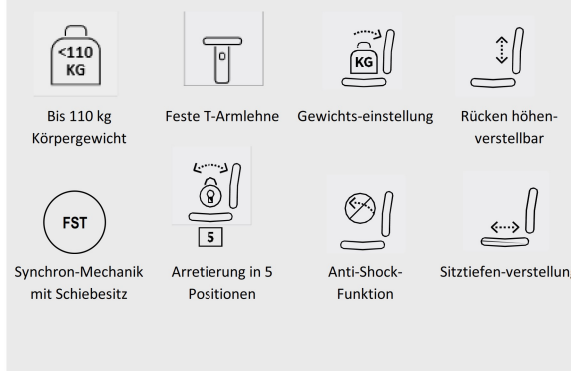 <110
KG
KG
Bis 110 kg
Körpergewicht
Feste T-Armlehne
Gewichts-einstellung
Rücken höhen-
verstellbar
FST
5
Synchron-Mechanik
mit Schiebesitz
Arretierung in 5
Positionen
Anti-Shock-
Funktion
Sitztiefen-verstellun